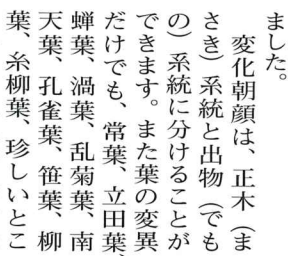 ました。
変化朝顔は、正木（ま
さき）系統と出物（でも
の）系統に分けることが
できます。また葉の変異
だけでも、常葉、立田葉、
蝉葉、渦葉、乱菊葉、南
天葉、孔雀葉、笹葉、柳
葉、糸柳葉、珍しいとこ